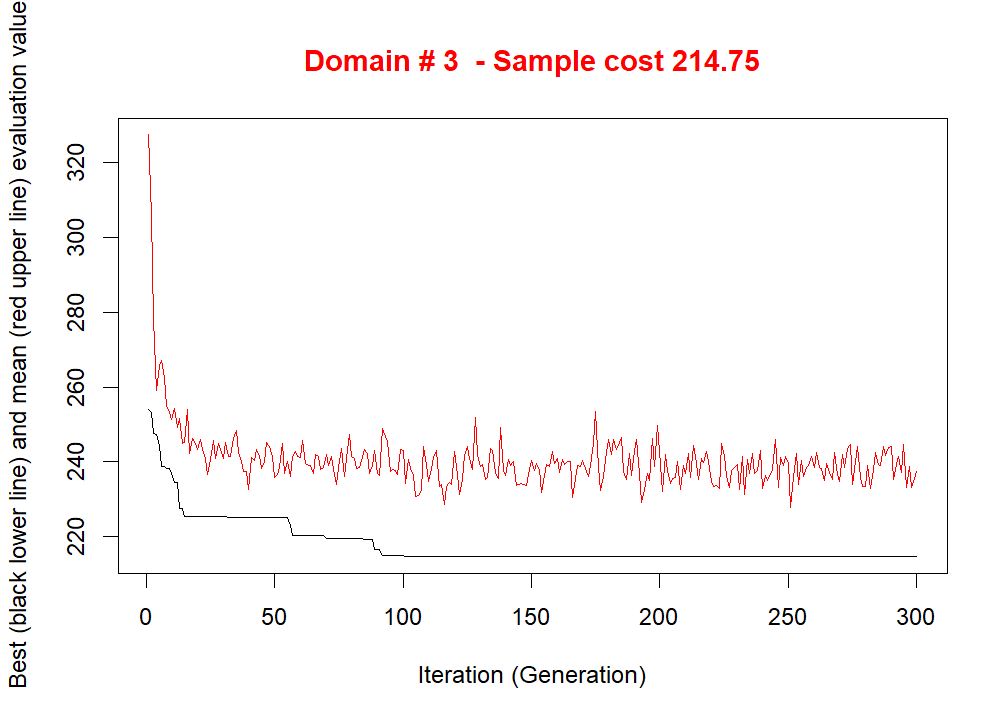 Domain # 3  - Sample cost 214.75
Best (black lower line) and mean (red upper line) evaluation value
320
300
280
260
240
220
0 50 100 150 200 250 300
Iteration (Generation)